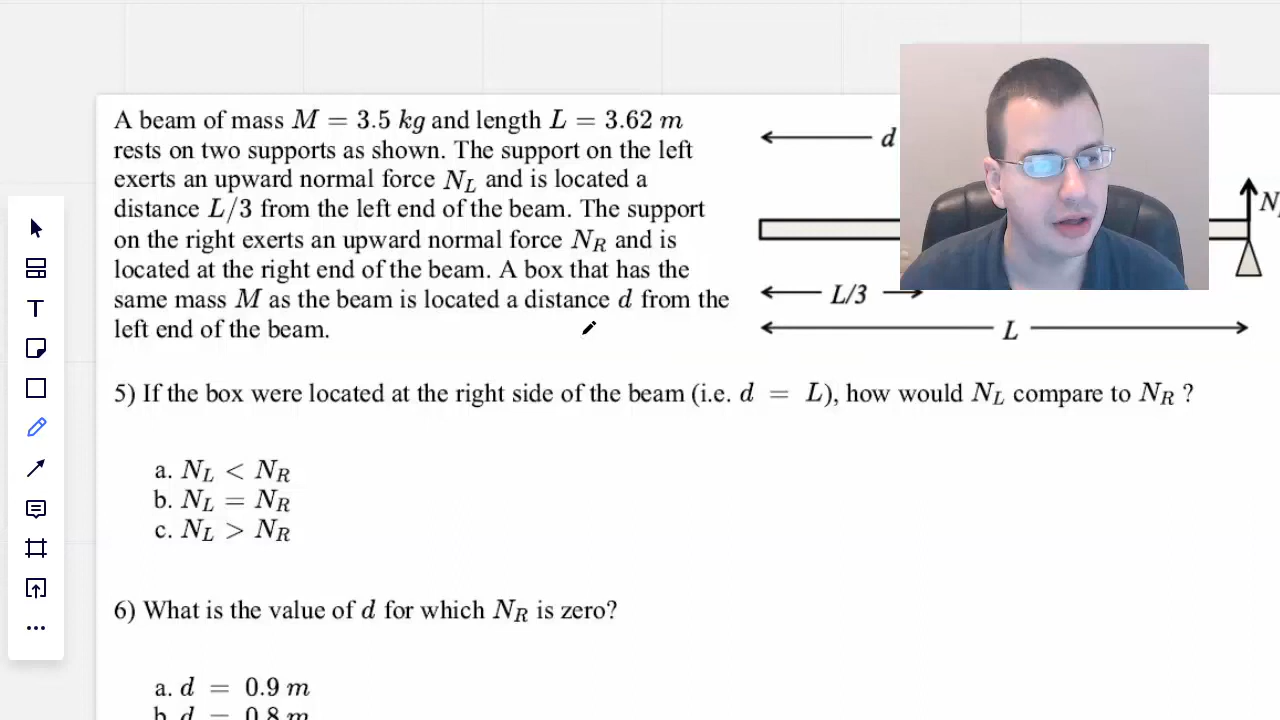 A beam of mass M = 3.5 kg and length L = 3.62 m
rests on two supports as shown. The support on the left
exerts an upward normal force N_L and is located a
distance L/3 from the left end of the beam. The support
on the right exerts an upward normal force N_R and is
located at the right end of the beam. A box that has the
same mass M as the beam is located a distance d from the
left end of the beam.
d
N
L/3
L
5) If the box were located at the right side of the beam (i.e. d = L), how would N_L compare to N_R ?
a. N_L < N_R
b. N_L = N_R
c. N_L > N_R
6) What is the value of d for which N_R is zero?
a. d = 0.9 m
b. d = 0.8 m
T